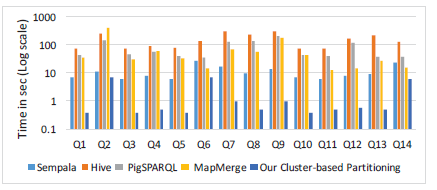 Time in sec (Log scale)
1000
100
10
1
0.1
Q1 Q2 Q3 Q4 Q5 Q6 Q7 Q8 Q9 Q10 Q11 Q12 Q13 Q14
Sempala Hive PigSPARQL MapMerge Our Cluster-based Partitioning